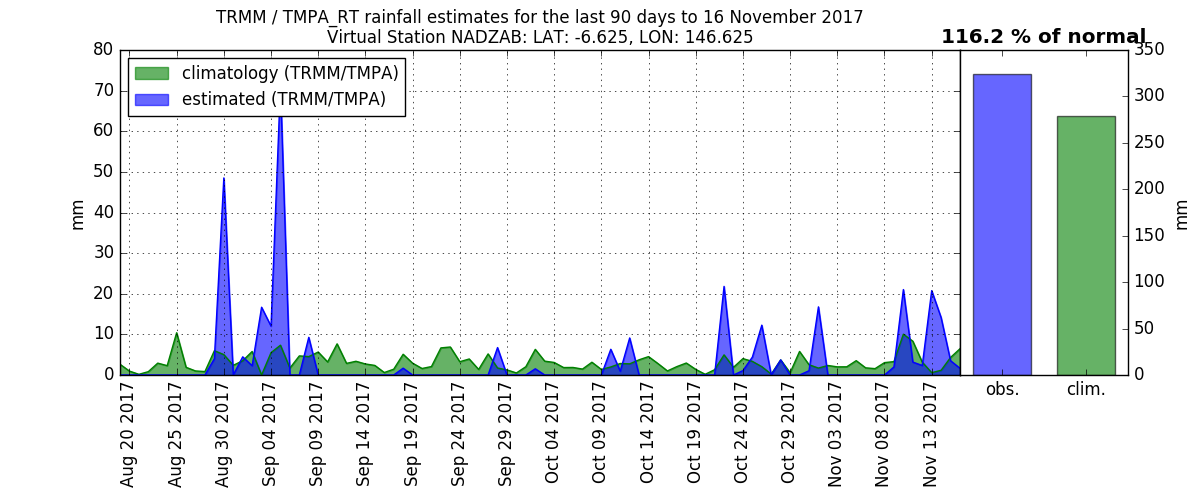 TRMM / TMPA_RT rainfall estimates for the last 90 days to 16 November 2017
Virtual Station NADZAB: LAT: -6.625, LON: 146.625
116.2 % of normal
climatology (TRMM/TMPA)
estimated (TRMM/TMPA)
80
70
60
50
40
30
20
10
0
mm
350
300
250
200
150
100
50
0
mm
Aug 20 2017
Aug 25 2017
Aug 30 2017
Sep 04 2017
Sep 09 2017
Sep 14 2017
Sep 19 2017
Sep 24 2017
Sep 29 2017
Oct 04 2017
Oct 09 2017
Oct 14 2017
Oct 19 2017
Oct 24 2017
Oct 29 2017
Nov 03 2017
Nov 08 2017
Nov 13 2017
obs.
clim.